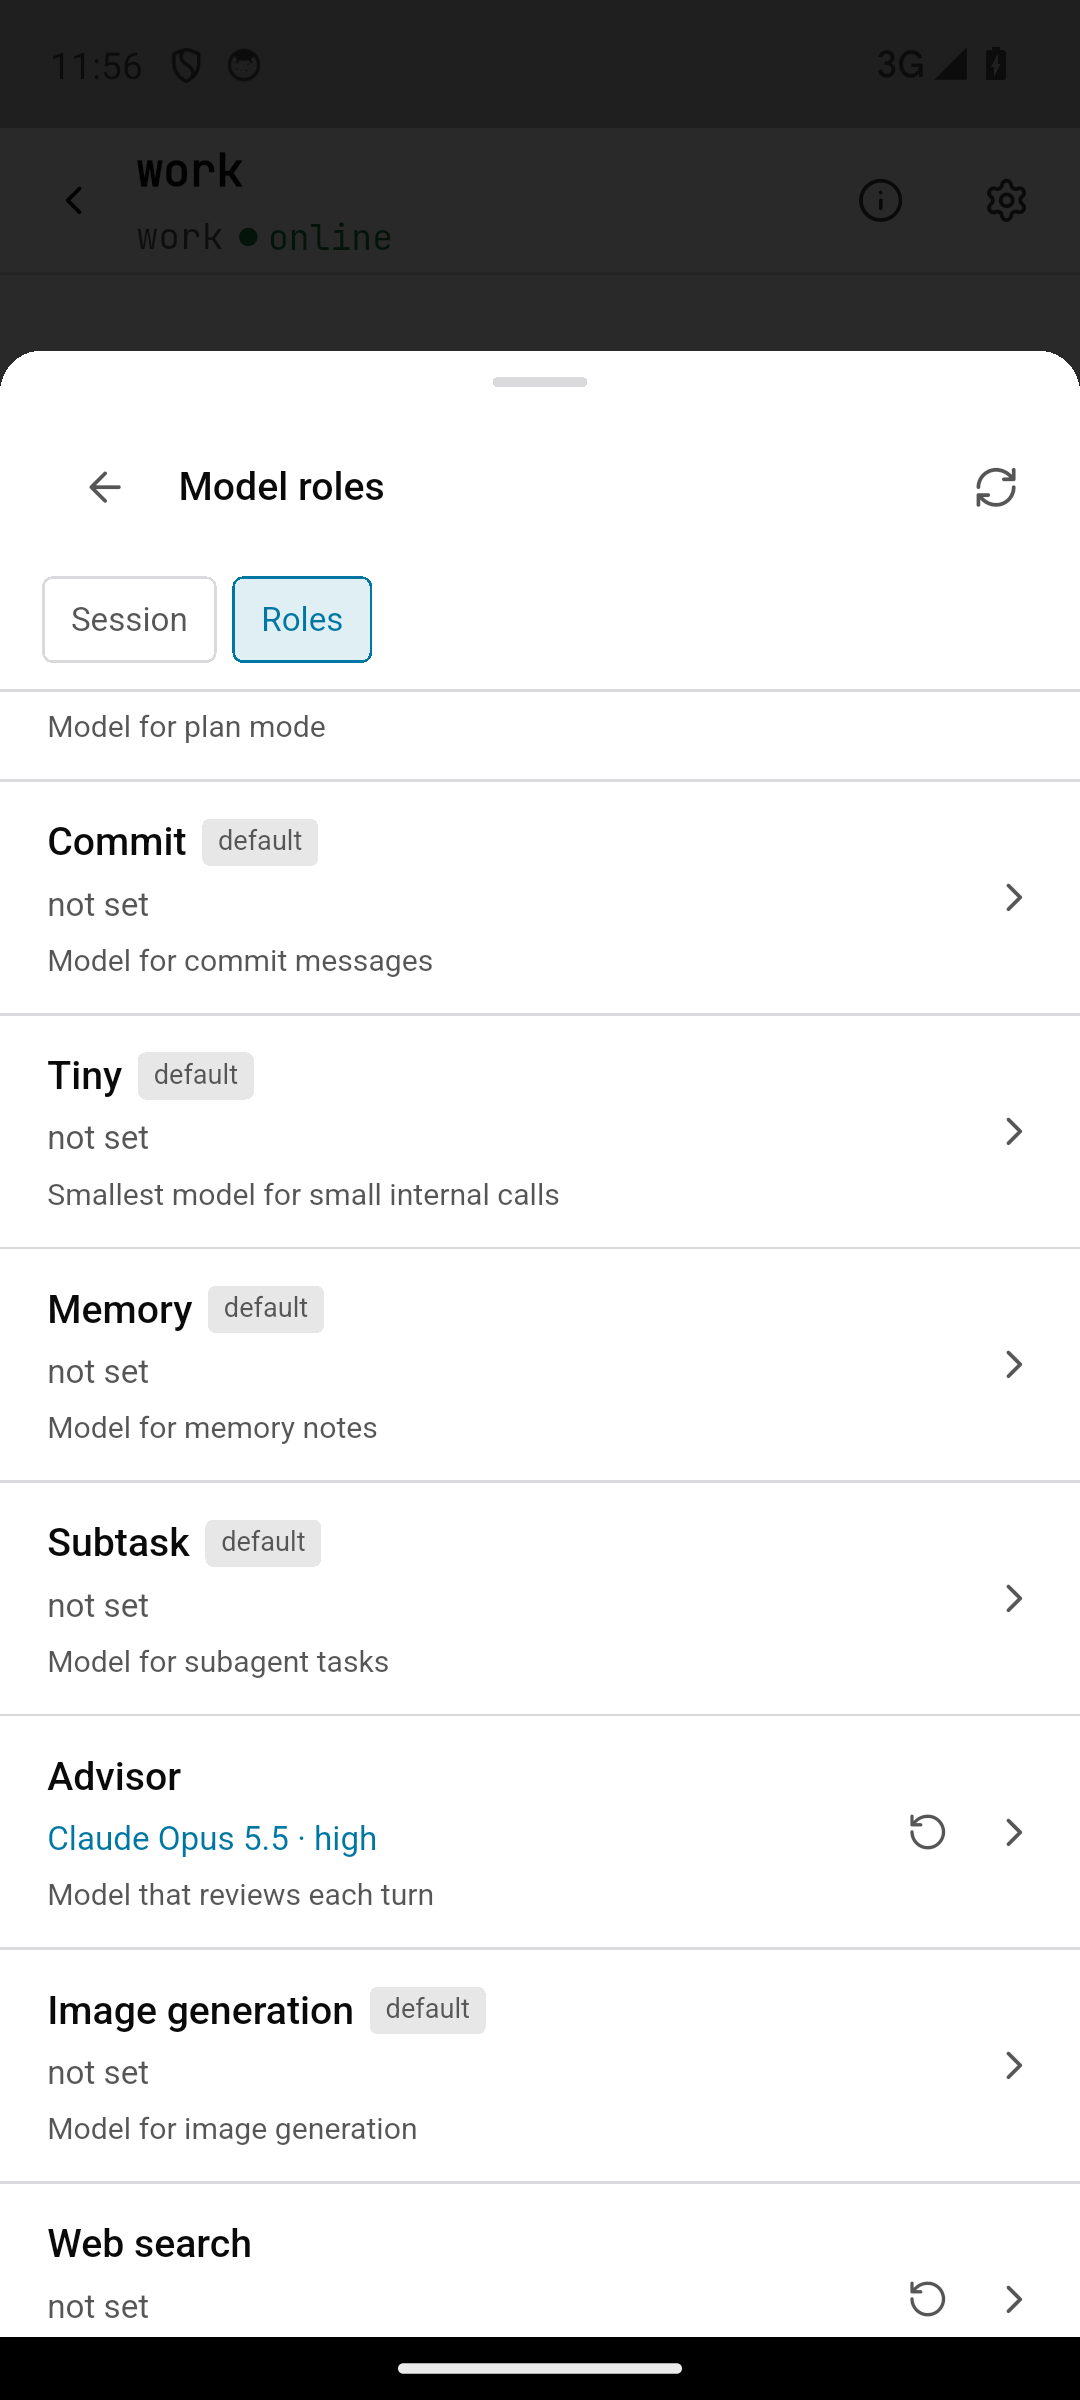 11:56
3G
work
work ● online
Model roles
Session
Roles
Model for plan mode
Commit default
not set
Model for commit messages
Tiny default
not set
Smallest model for small internal calls
Memory default
not set
Model for memory notes
Subtask default
not set
Model for subagent tasks
Advisor
Claude Opus 5.5 · high
Model that reviews each turn
Image generation default
not set
Model for image generation
Web search
not set